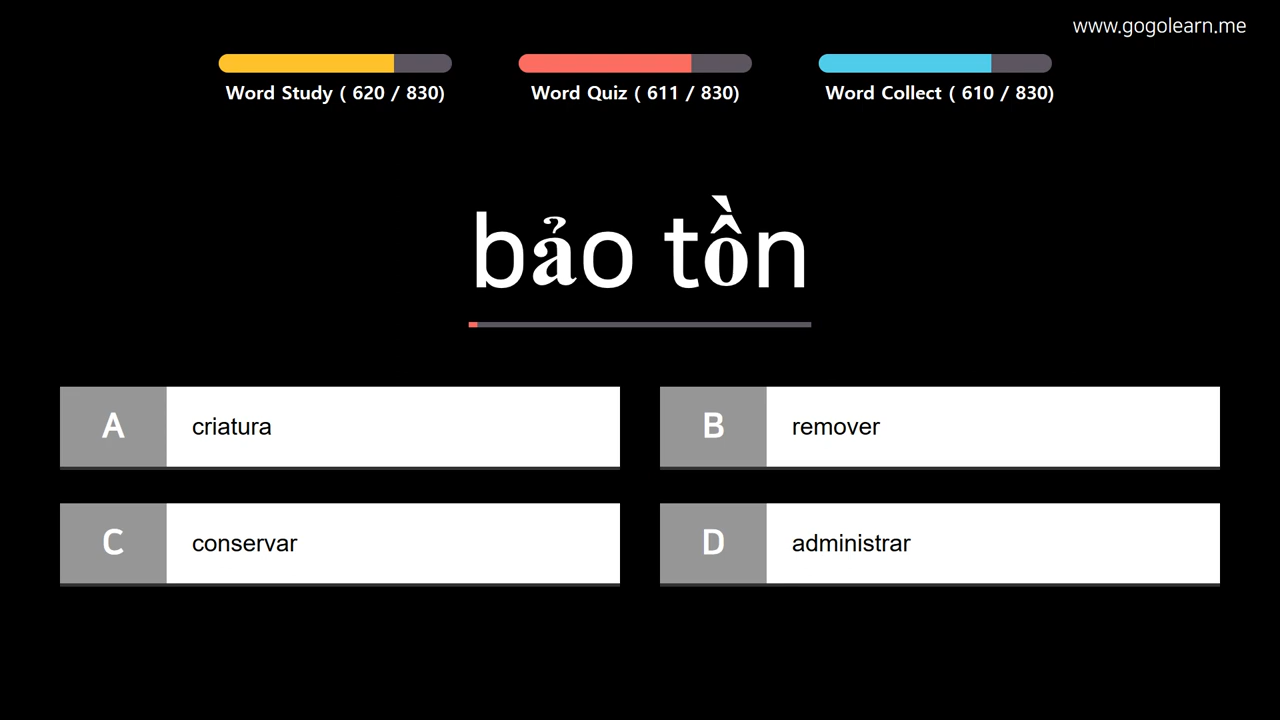 www.gogolearn.me
Word Study ( 620 / 830)
Word Quiz ( 611 / 830)
Word Collect ( 610 / 830)
bảo tồn
A criatura
B remover
C conservar
D administrar